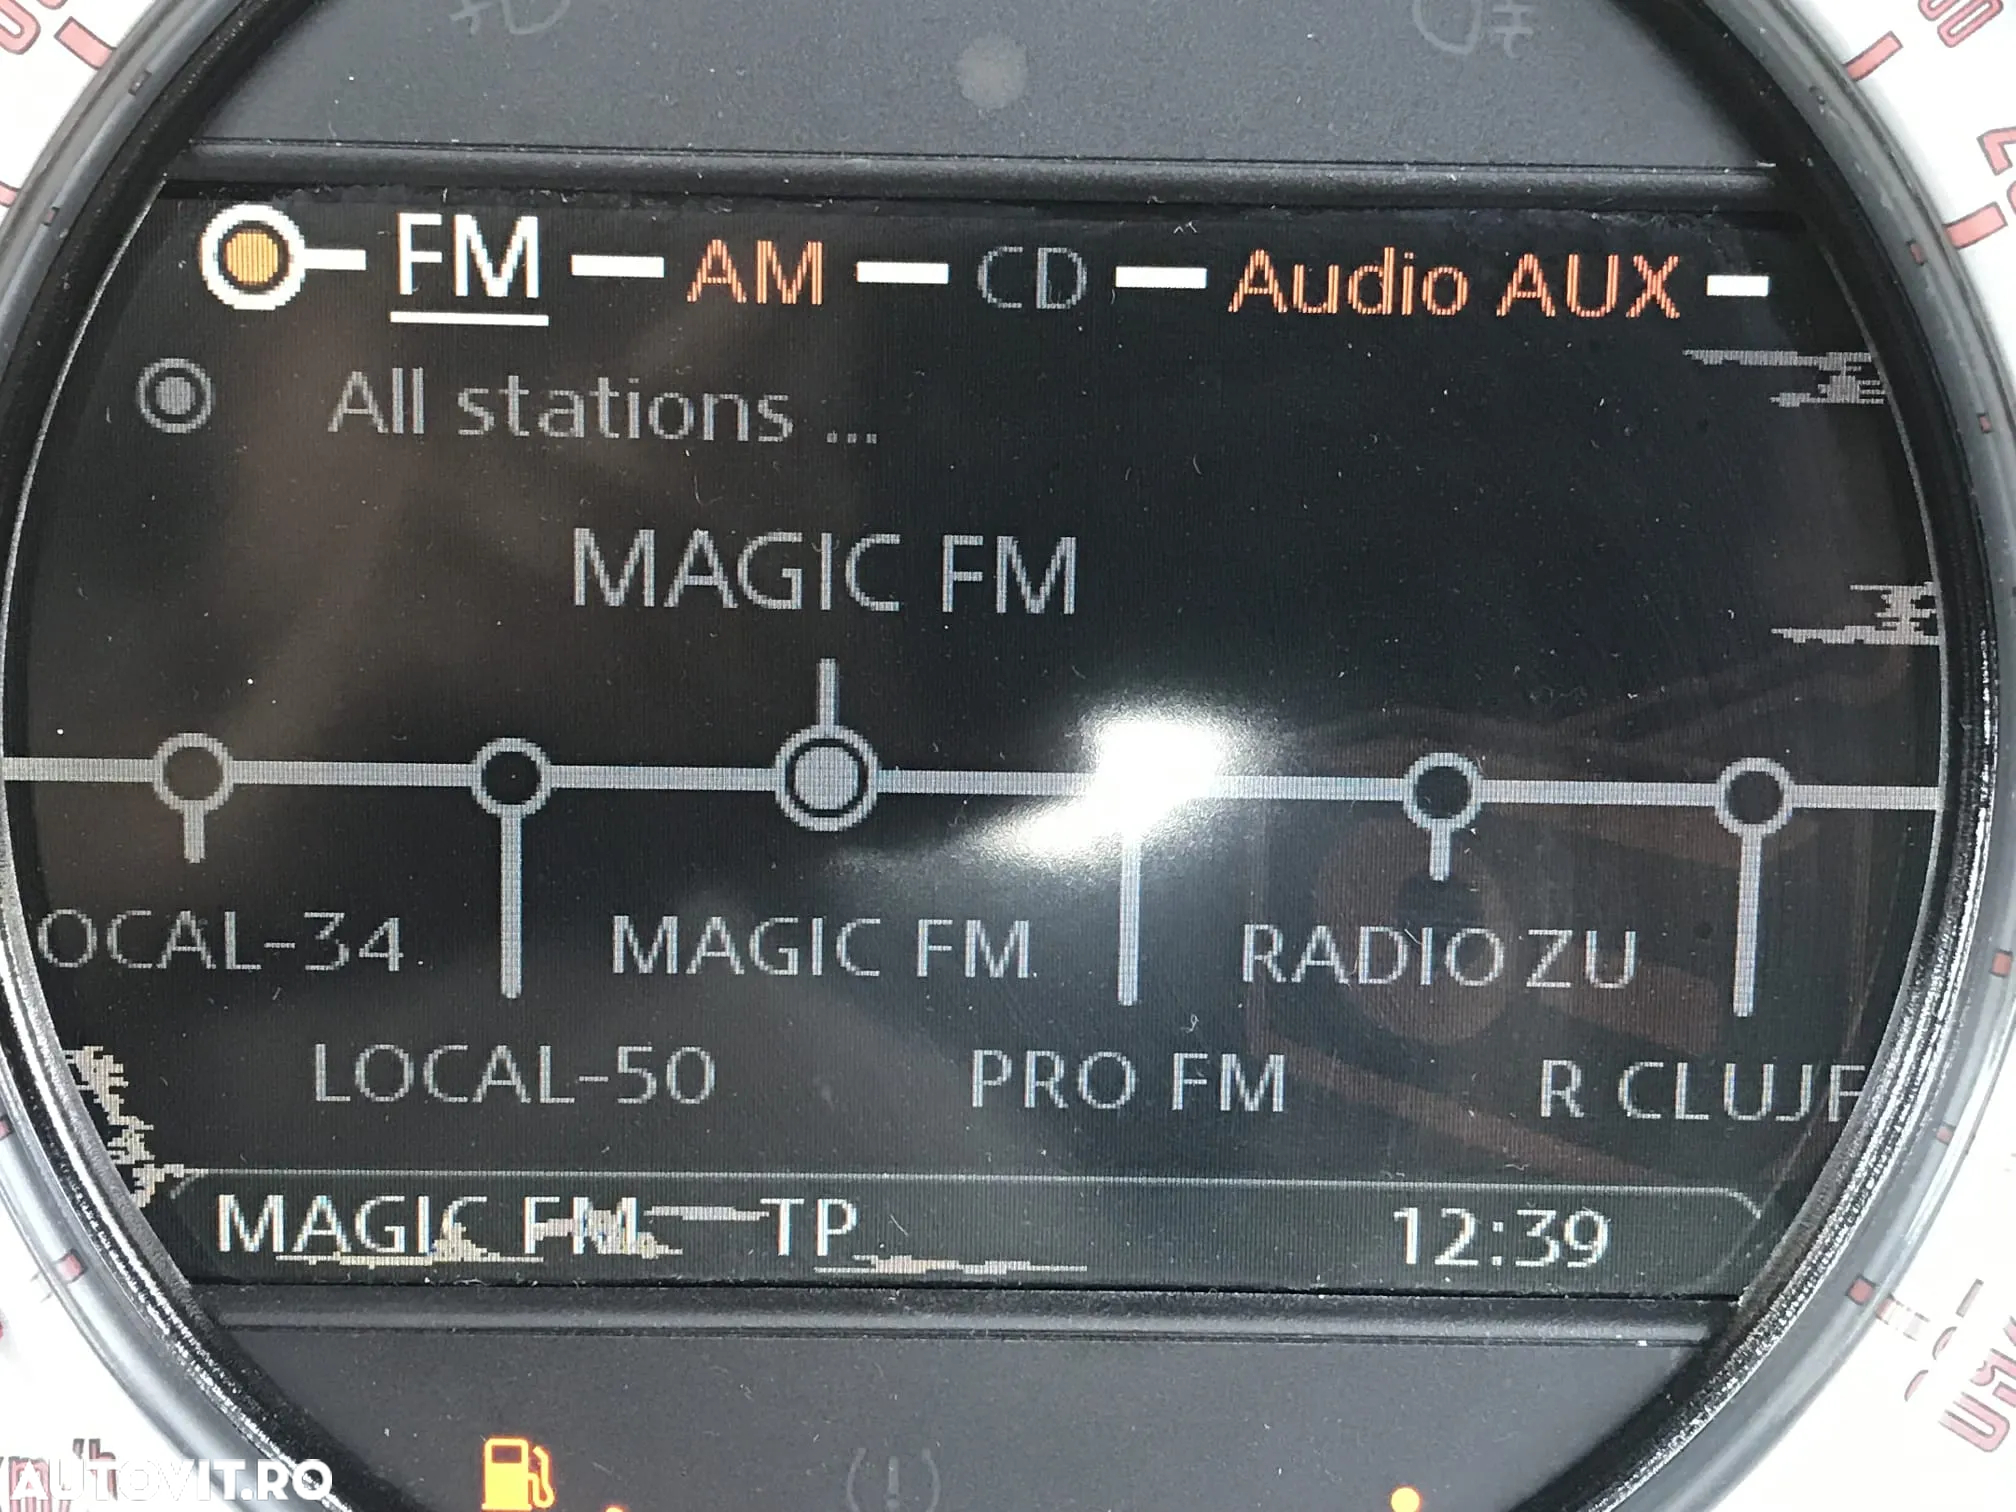 FM AM CD Audio AUX
All stations ...
MAGIC FM
OCAL-34 MAGIC FM RADIO ZU
LOCAL-50 PRO FM R CLUJF
MAGIC FM TP 12:39
AUTOVIT.RO